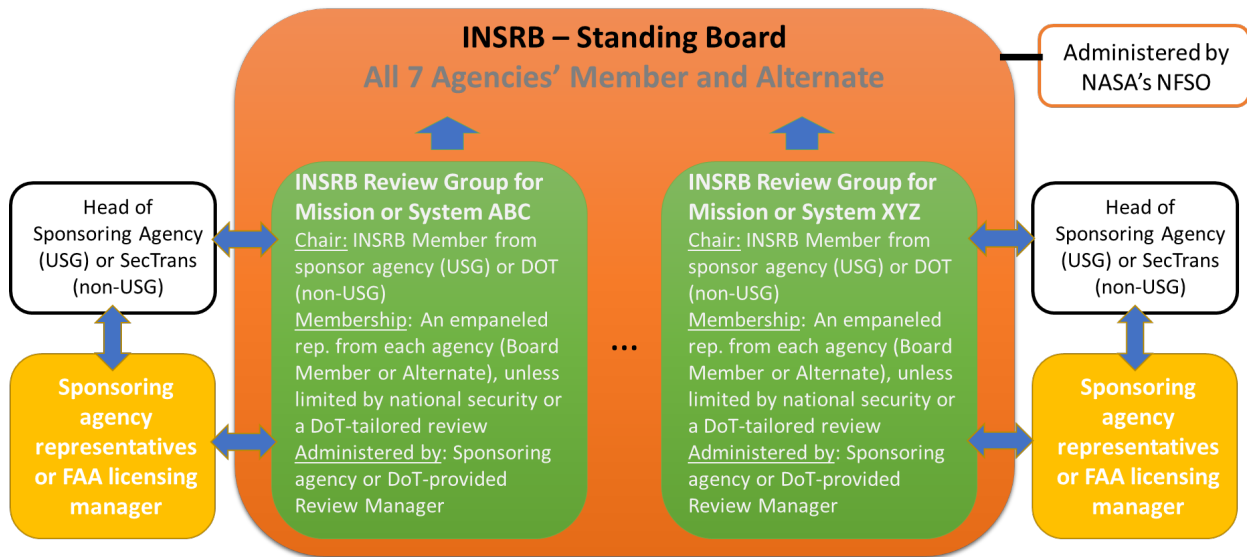 INSRB – Standing Board
All 7 Agencies’ Member and Alternate
Administered by
NASA’s NFSO
Head of
Sponsoring Agency
(USG) or SecTrans
(non-USG)
Sponsoring
agency
representatives
or FAA licensing
manager
INSRB Review Group for
Mission or System ABC
Chair: INSRB Member from
sponsor agency (USG) or DOT
(non-USG)
Membership: An empaneled
rep. from each agency (Board
Member or Alternate), unless
limited by national security or
a DoT-tailored review
Administered by: Sponsoring
agency or DoT-provided
Review Manager
...
INSRB Review Group for
Mission or System XYZ
Chair: INSRB Member from
sponsor agency (USG) or DOT
(non-USG)
Membership: An empaneled
rep. from each agency (Board
Member or Alternate), unless
limited by national security or
a DoT-tailored review
Administered by: Sponsoring
agency or DoT-provided
Review Manager
Head of
Sponsoring Agency
(USG) or SecTrans
(non-USG)
Sponsoring
agency
representatives
or FAA licensing
manager